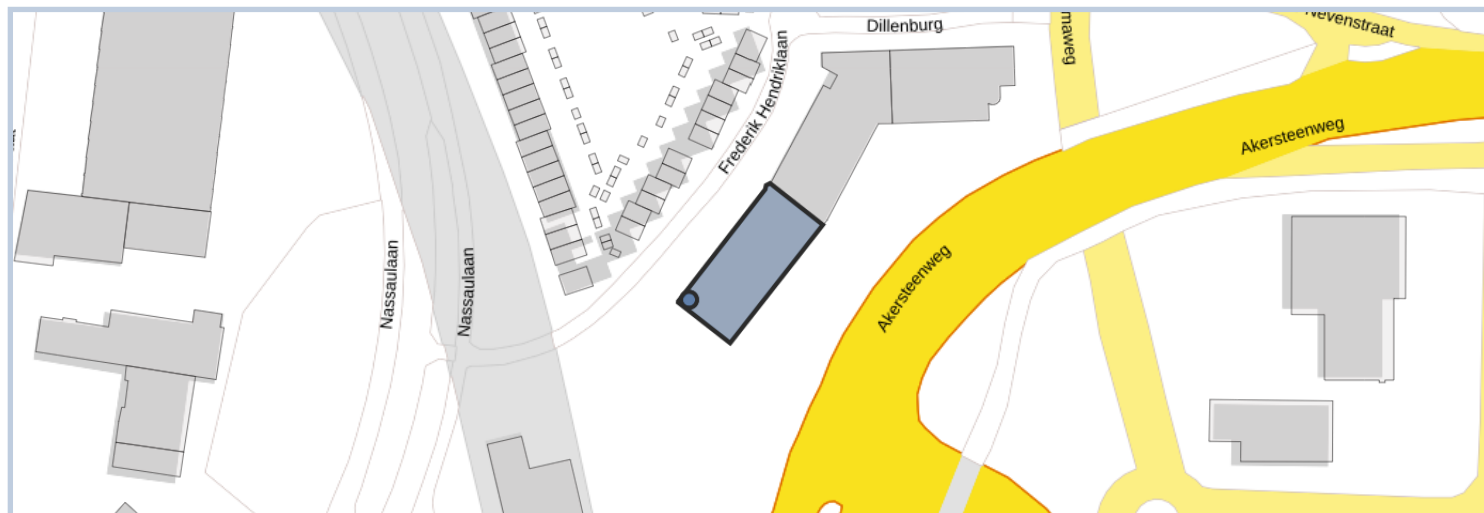 Dillenburg
Nevenstraat
maweg
Frederik Hendriklaan
Akersteenweg
Akersteenweg
Nassaulaan
Nassaulaan